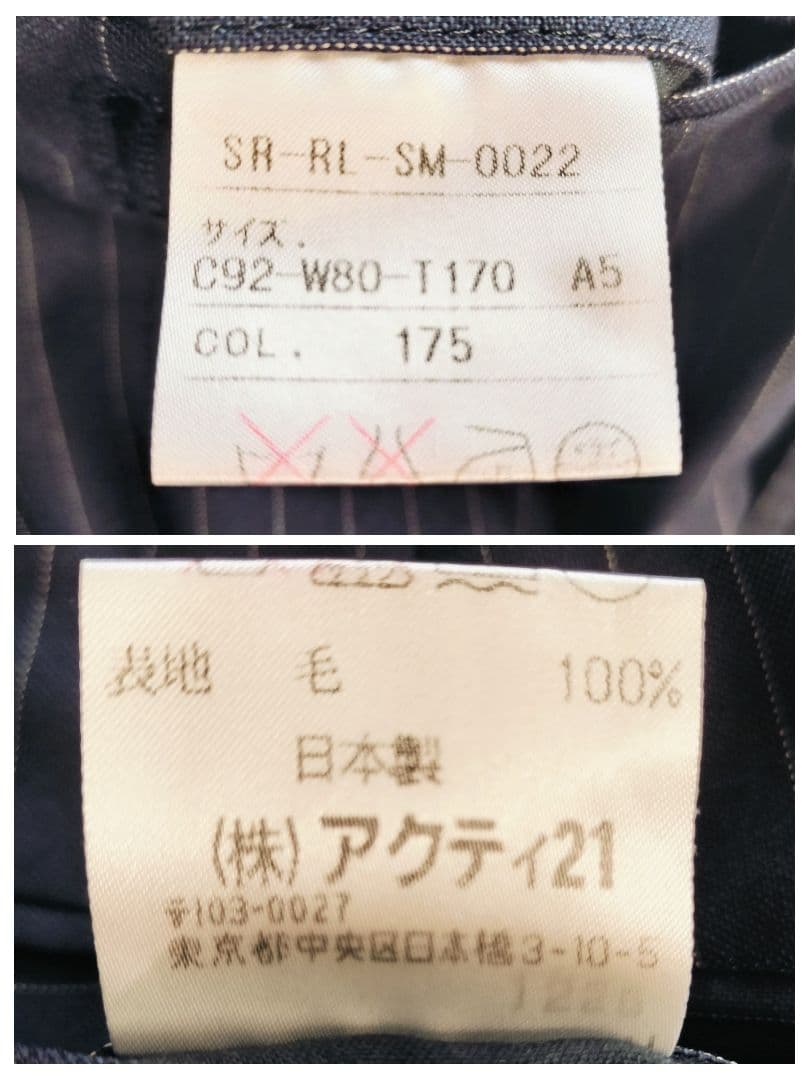 SR-RL-SM-0022
サイズ.
C92-W80-T170 A5
COL. 175
表地 毛 100%
日本製
(株)アクティ21
〒103-0027
東京都中央区日本橋3-10-5